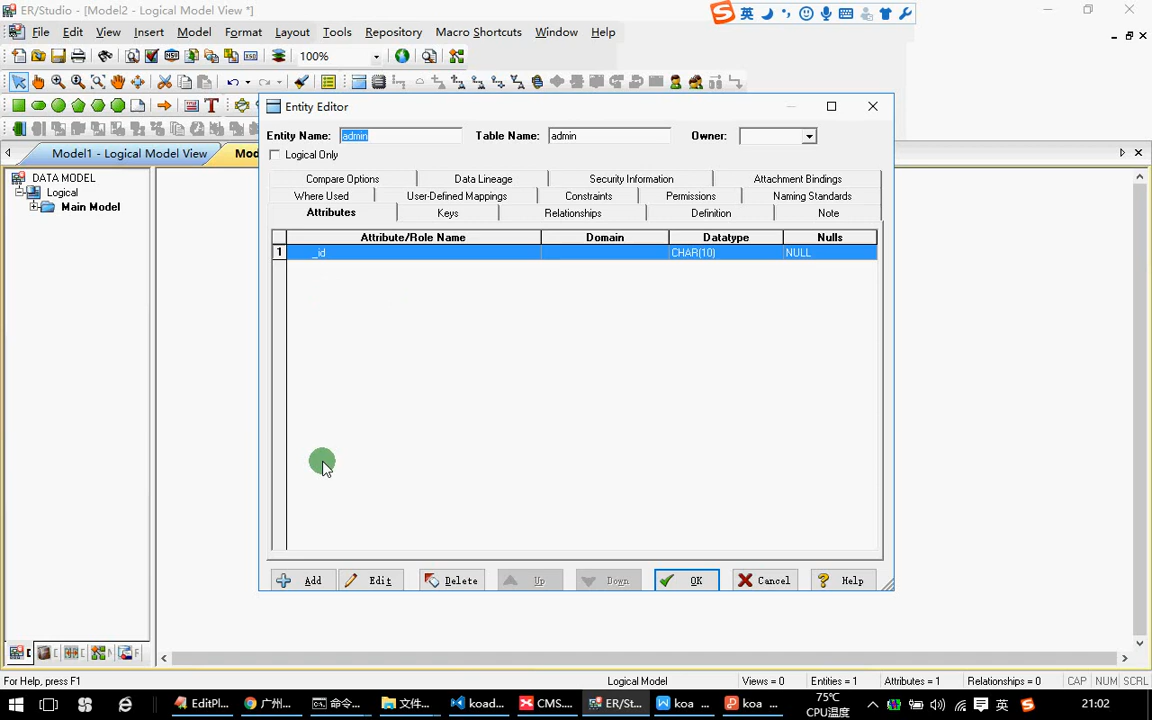 ER/Studio - [Model2 - Logical Model View *]
英
File Edit View Insert Model Format Layout Tools Repository Macro Shortcuts Window Help
100%
Entity Editor
Entity Name: admin Table Name: admin Owner:
Logical Only
Model1 - Logical Model View
Mod
Compare Options Data Lineage Security Information Attachment Bindings
Where Used User-Defined Mappings Constraints Permissions Naming Standards
Attributes Keys Relationships Definition Note
DATA MODEL
Logical
Main Model
Attribute/Role Name Domain Datatype Nulls
1 _id CHAR(10) NULL
Add Edit Delete Up Down OK Cancel Help
For Help, press F1 Logical Model Views = 0 Entities = 1 Attributes = 1 Relationships = 0 CAP NUM SCRL
EditPl... 广州... 命令... 文件... koad... CMS... ER/St... koa ... koa ... 75℃ 21:02
CPU温度